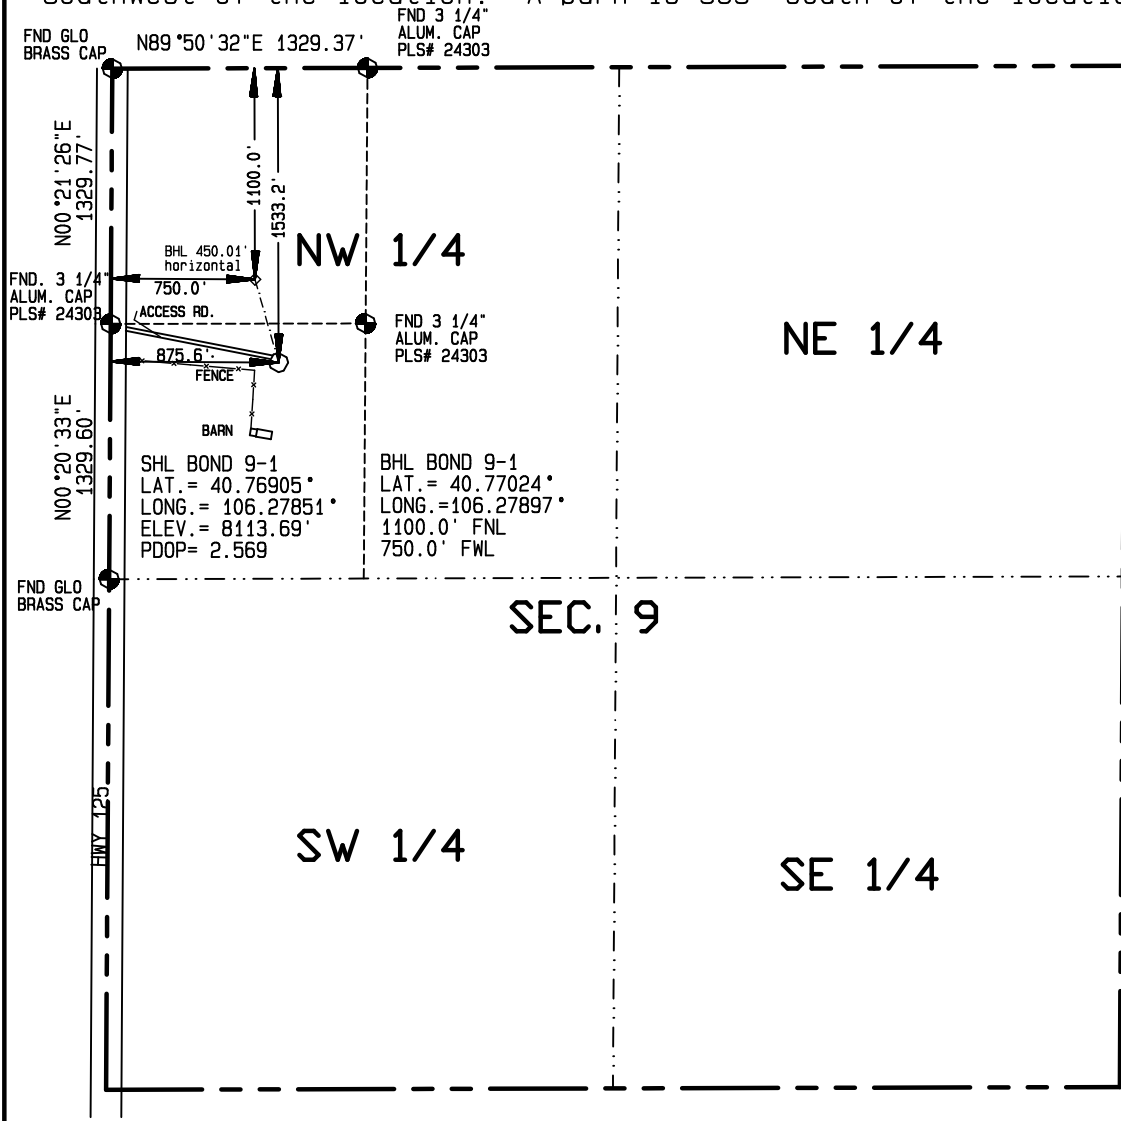 FND GLO
BRASS CAP
N89°50'32"E 1329.37'
FND 3 1/4"
ALUM. CAP
PLS# 24303
N00°21'26"E
1329.77'
1100.0'
1533.2'
NW 1/4
BHL 450.01'
horizontal
750.0'
FND. 3 1/4"
ALUM. CAP
PLS# 24303
ACCESS RD.
FND 3 1/4"
ALUM. CAP
PLS# 24303
NE 1/4
875.6'
FENCE
BARN
N00°20'33"E
1329.60'
SHL BOND 9-1
LAT.= 40.76905°
LONG.= 106.27851°
ELEV.= 8113.69'
PDOP= 2.569
BHL BOND 9-1
LAT.= 40.77024°
LONG.=106.27897°
1100.0' FNL
750.0' FWL
FND GLO
BRASS CAP
SEC. 9
HWY 125
SW 1/4
SE 1/4